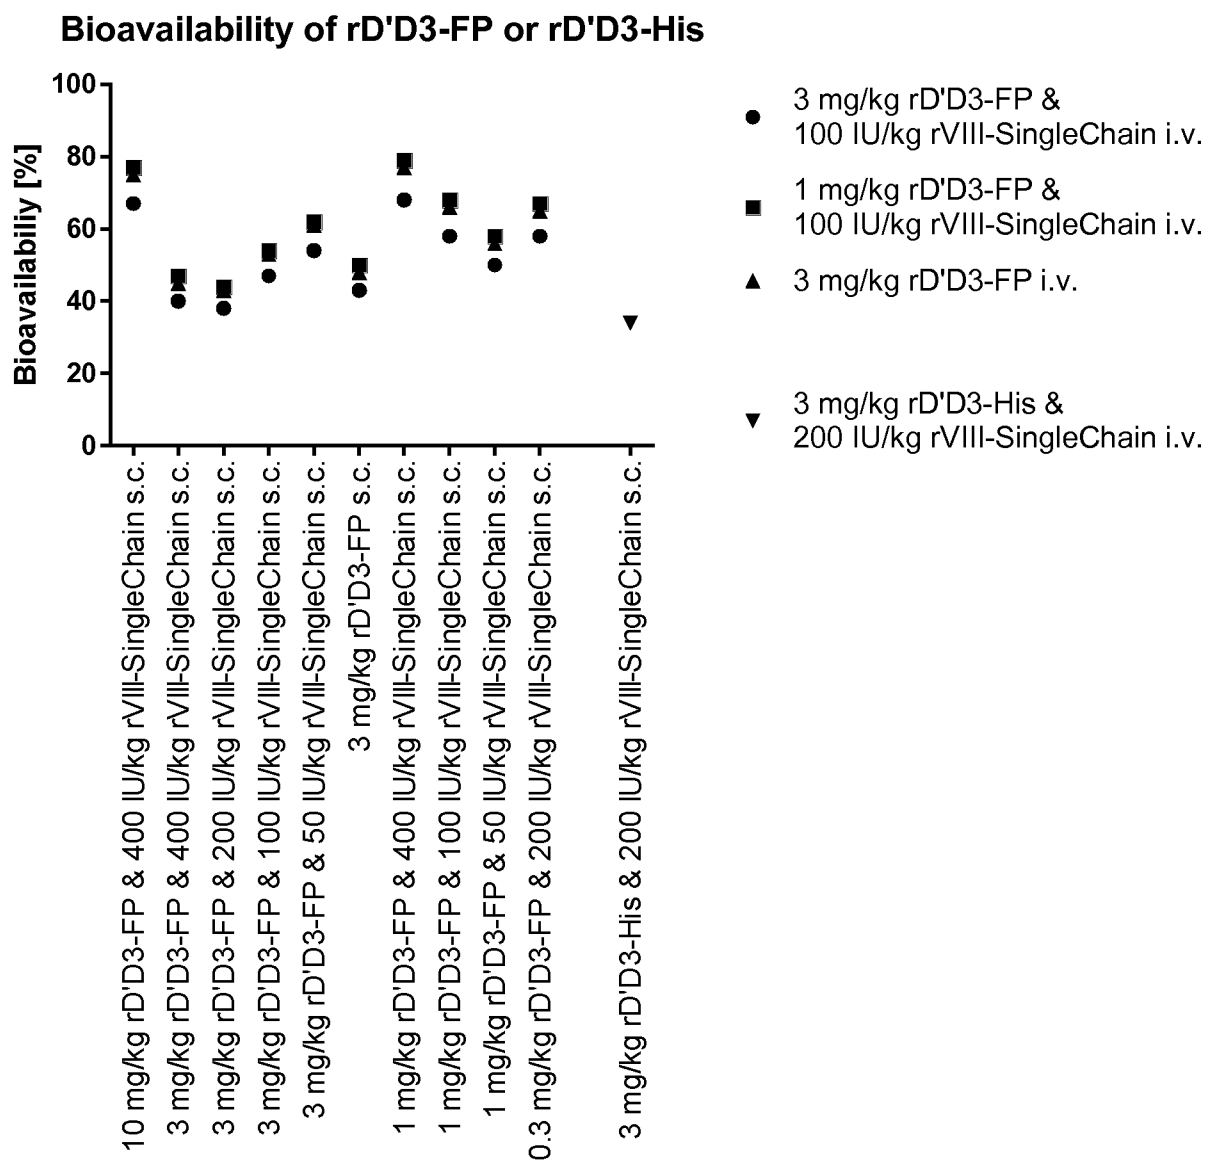 Bioavailability of rD'D3-FP or rD'D3-His
Bioavailabiliy [%]
100
80
60
40
20
0
10 mg/kg rD'D3-FP & 400 IU/kg rVIII-SingleChain s.c.
3 mg/kg rD'D3-FP & 400 IU/kg rVIII-SingleChain s.c.
3 mg/kg rD'D3-FP & 200 IU/kg rVIII-SingleChain s.c.
3 mg/kg rD'D3-FP & 100 IU/kg rVIII-SingleChain s.c.
3 mg/kg rD'D3-FP & 50 IU/kg rVIII-SingleChain s.c.
3 mg/kg rD'D3-FP s.c.
1 mg/kg rD'D3-FP & 400 IU/kg rVIII-SingleChain s.c.
1 mg/kg rD'D3-FP & 100 IU/kg rVIII-SingleChain s.c.
1 mg/kg rD'D3-FP & 50 IU/kg rVIII-SingleChain s.c.
0.3 mg/kg rD'D3-FP & 200 IU/kg rVIII-SingleChain s.c.
3 mg/kg rD'D3-His & 200 IU/kg rVIII-SingleChain s.c.
3 mg/kg rD'D3-FP &
100 IU/kg rVIII-SingleChain i.v.
1 mg/kg rD'D3-FP &
100 IU/kg rVIII-SingleChain i.v.
3 mg/kg rD'D3-FP i.v.
3 mg/kg rD'D3-His &
200 IU/kg rVIII-SingleChain i.v.